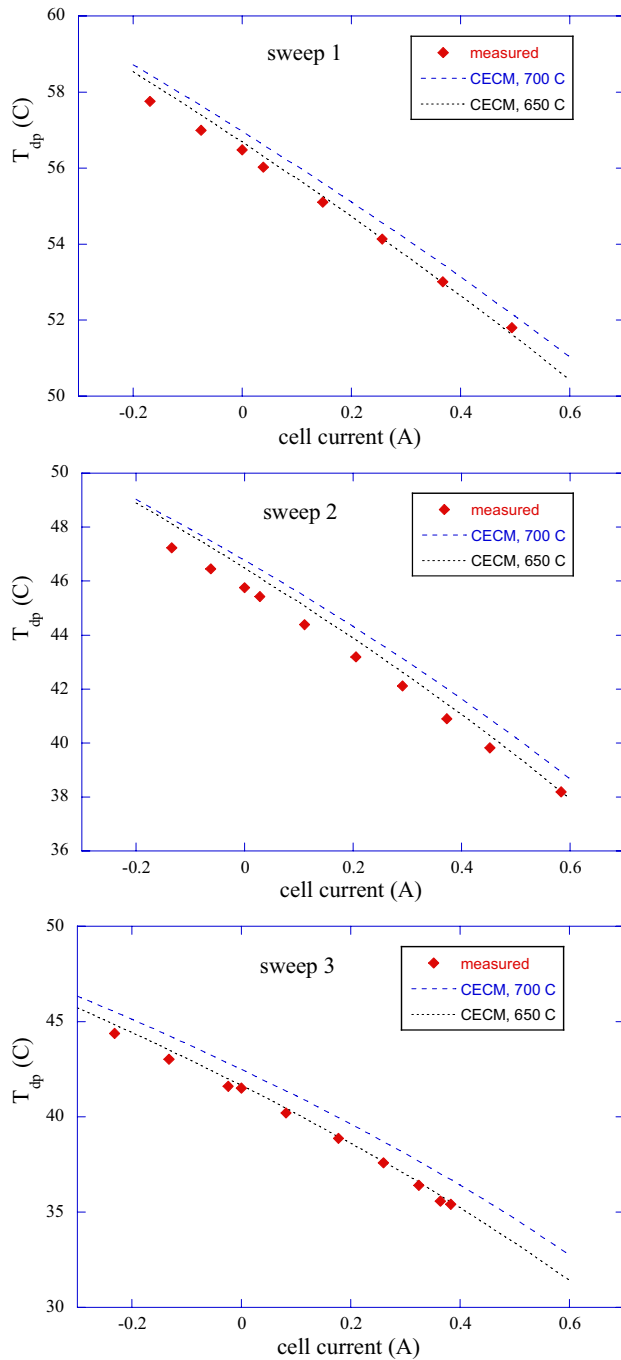 60
sweep 1
measured
CECM, 700 C
CECM, 650 C
58
56
54
52
50
T_dp (C)
-0.2 0 0.2 0.4 0.6
cell current (A)
50
sweep 2
measured
CECM, 700 C
CECM, 650 C
48
46
44
42
40
38
36
T_dp (C)
-0.2 0 0.2 0.4 0.6
cell current (A)
50
sweep 3
measured
CECM, 700 C
CECM, 650 C
45
40
35
30
T_dp (C)
-0.2 0 0.2 0.4 0.6
cell current (A)